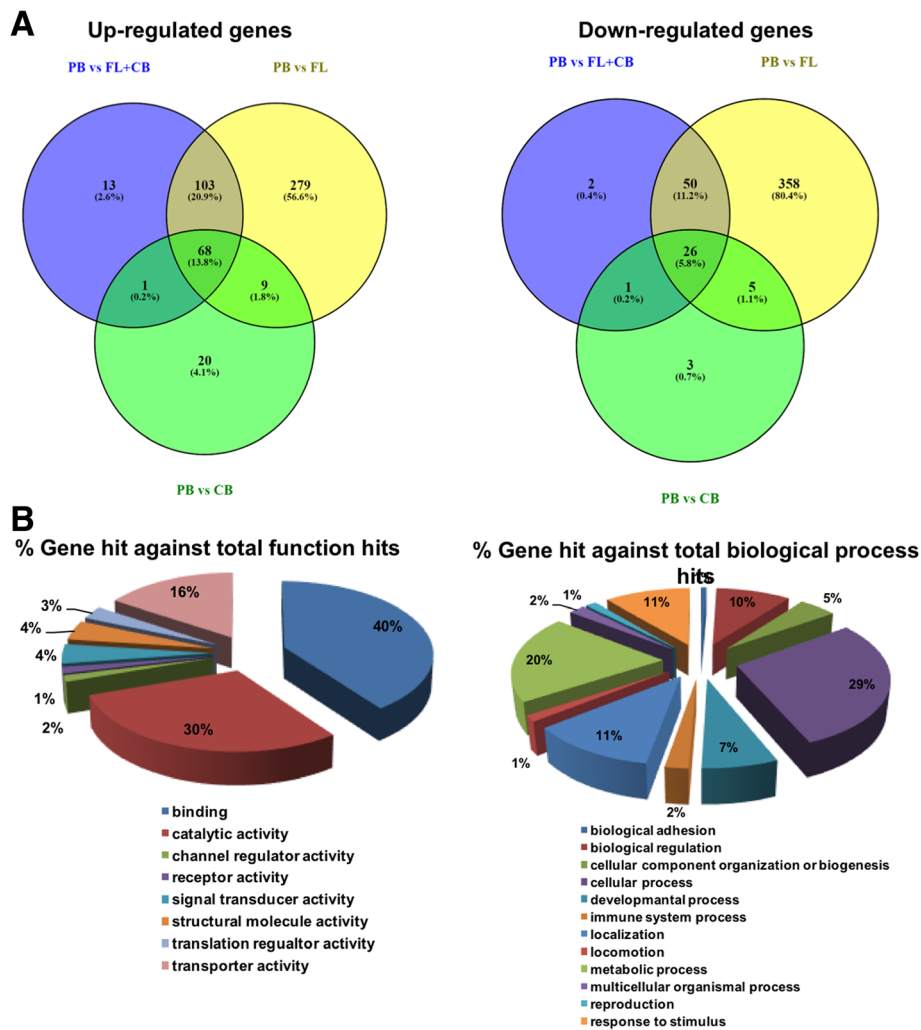 A
Up-regulated genes
Down-regulated genes
PB vs FL+CB
PB vs FL
PB vs FL+CB
PB vs FL
13
(2.6%)
103
(20.9%)
279
(56.6%)
68
(13.8%)
1
(0.2%)
9
(1.8%)
20
(4.1%)
PB vs CB
2
(0.4%)
50
(11.2%)
358
(80.4%)
26
(5.8%)
1
(0.2%)
5
(1.1%)
3
(0.7%)
PB vs CB
B
% Gene hit against total function hits
16%
3%
4%
4%
1%
2%
30%
40%
binding
catalytic activity
channel regulator activity
receptor activity
signal transducer activity
structural molecule activity
translation regualtor activity
transporter activity
% Gene hit against total biological process
hits
11%
10%
5%
1%
2%
20%
29%
11%
7%
1%
2%
biological adhesion
biological regulation
cellular component organization or biogenesis
cellular process
developmantal process
immune system process
localization
locomotion
metabolic process
multicellular organismal process
reproduction
response to stimulus